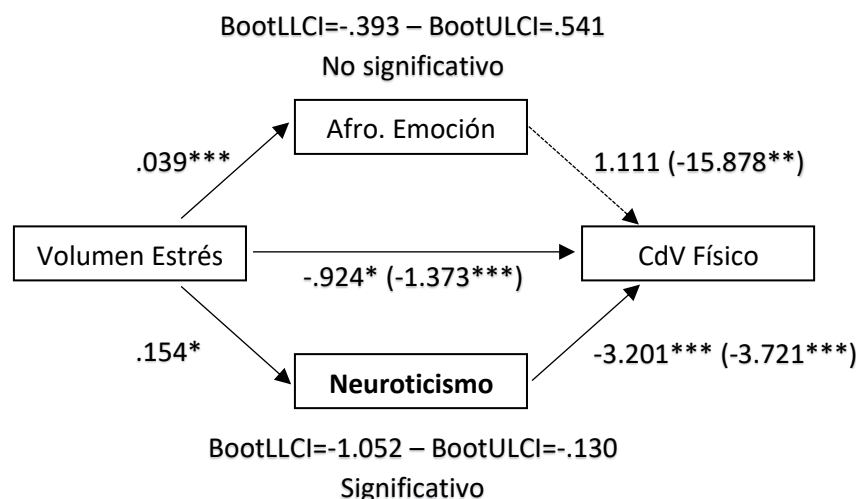 BootLLCI=-.393 – BootULCI=.541
No significativo
Afro. Emoción
.039***
1.111 (-15.878**)
Volumen Estrés
CdV Físico
-.924* (-1.373***)
.154*
-3.201*** (-3.721***)
Neuroticismo
BootLLCI=-1.052 – BootULCI=-.130
Significativo